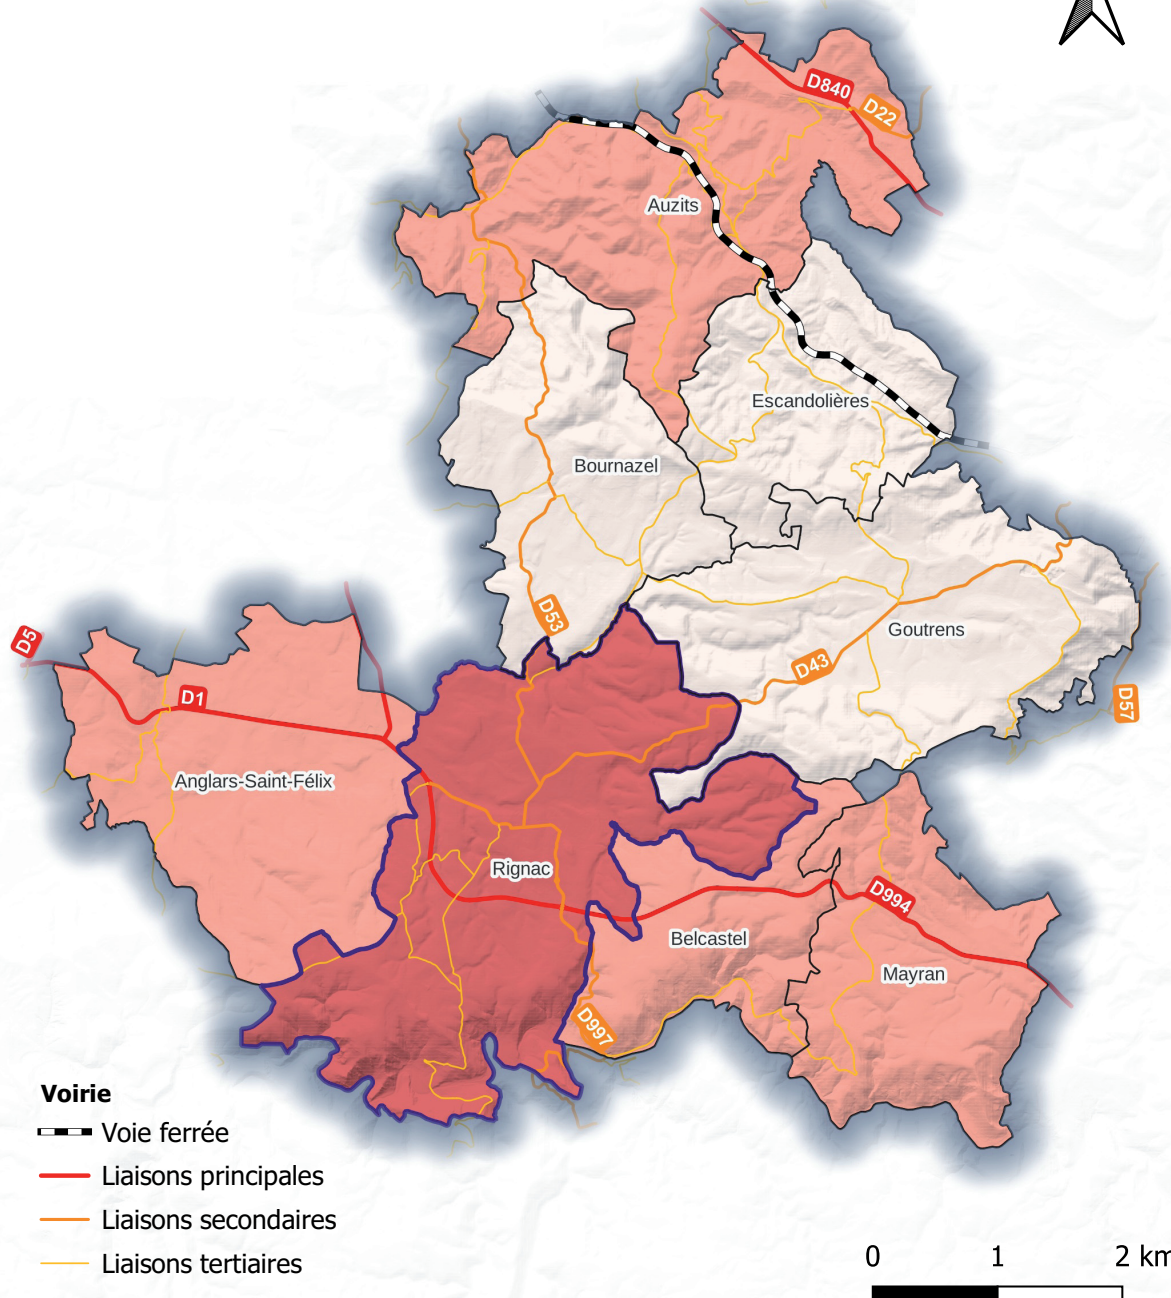 D840
D22
Auzits
Escandolières
Bournazel
D53
Goutrens
D5
D43
D1
D57
Anglars-Saint-Félix
Rignac
D994
Belcastel
Mayran
D997
Voirie
Voie ferrée
Liaisons principales
Liaisons secondaires
Liaisons tertiaires
0 1 2 km